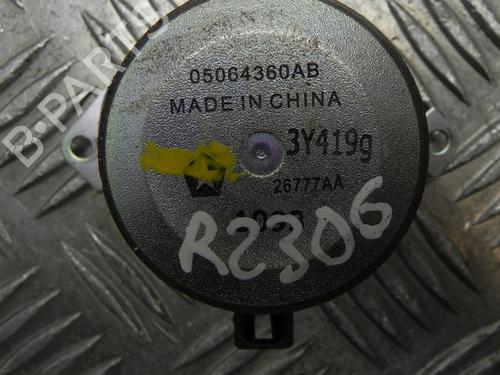 B-PARTS
05064360AB
MADE IN CHINA
3Y419g
26777AA
R2306